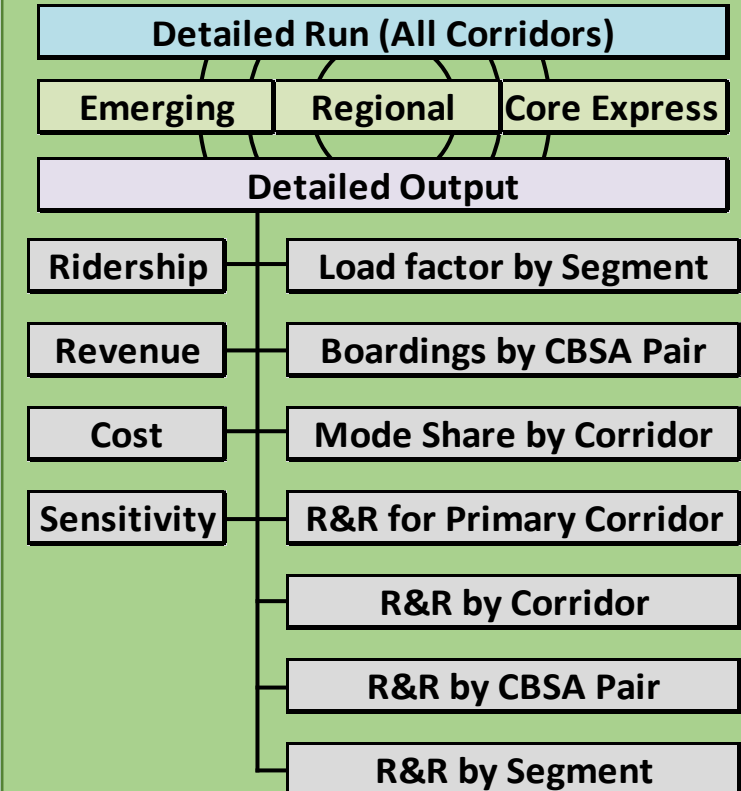 Detailed Run (All Corridors)
Emerging
Regional
Core Express
Detailed Output
Ridership
Load factor by Segment
Revenue
Boardings by CBSA Pair
Cost
Mode Share by Corridor
Sensitivity
R&R for Primary Corridor
R&R by Corridor
R&R by CBSA Pair
R&R by Segment